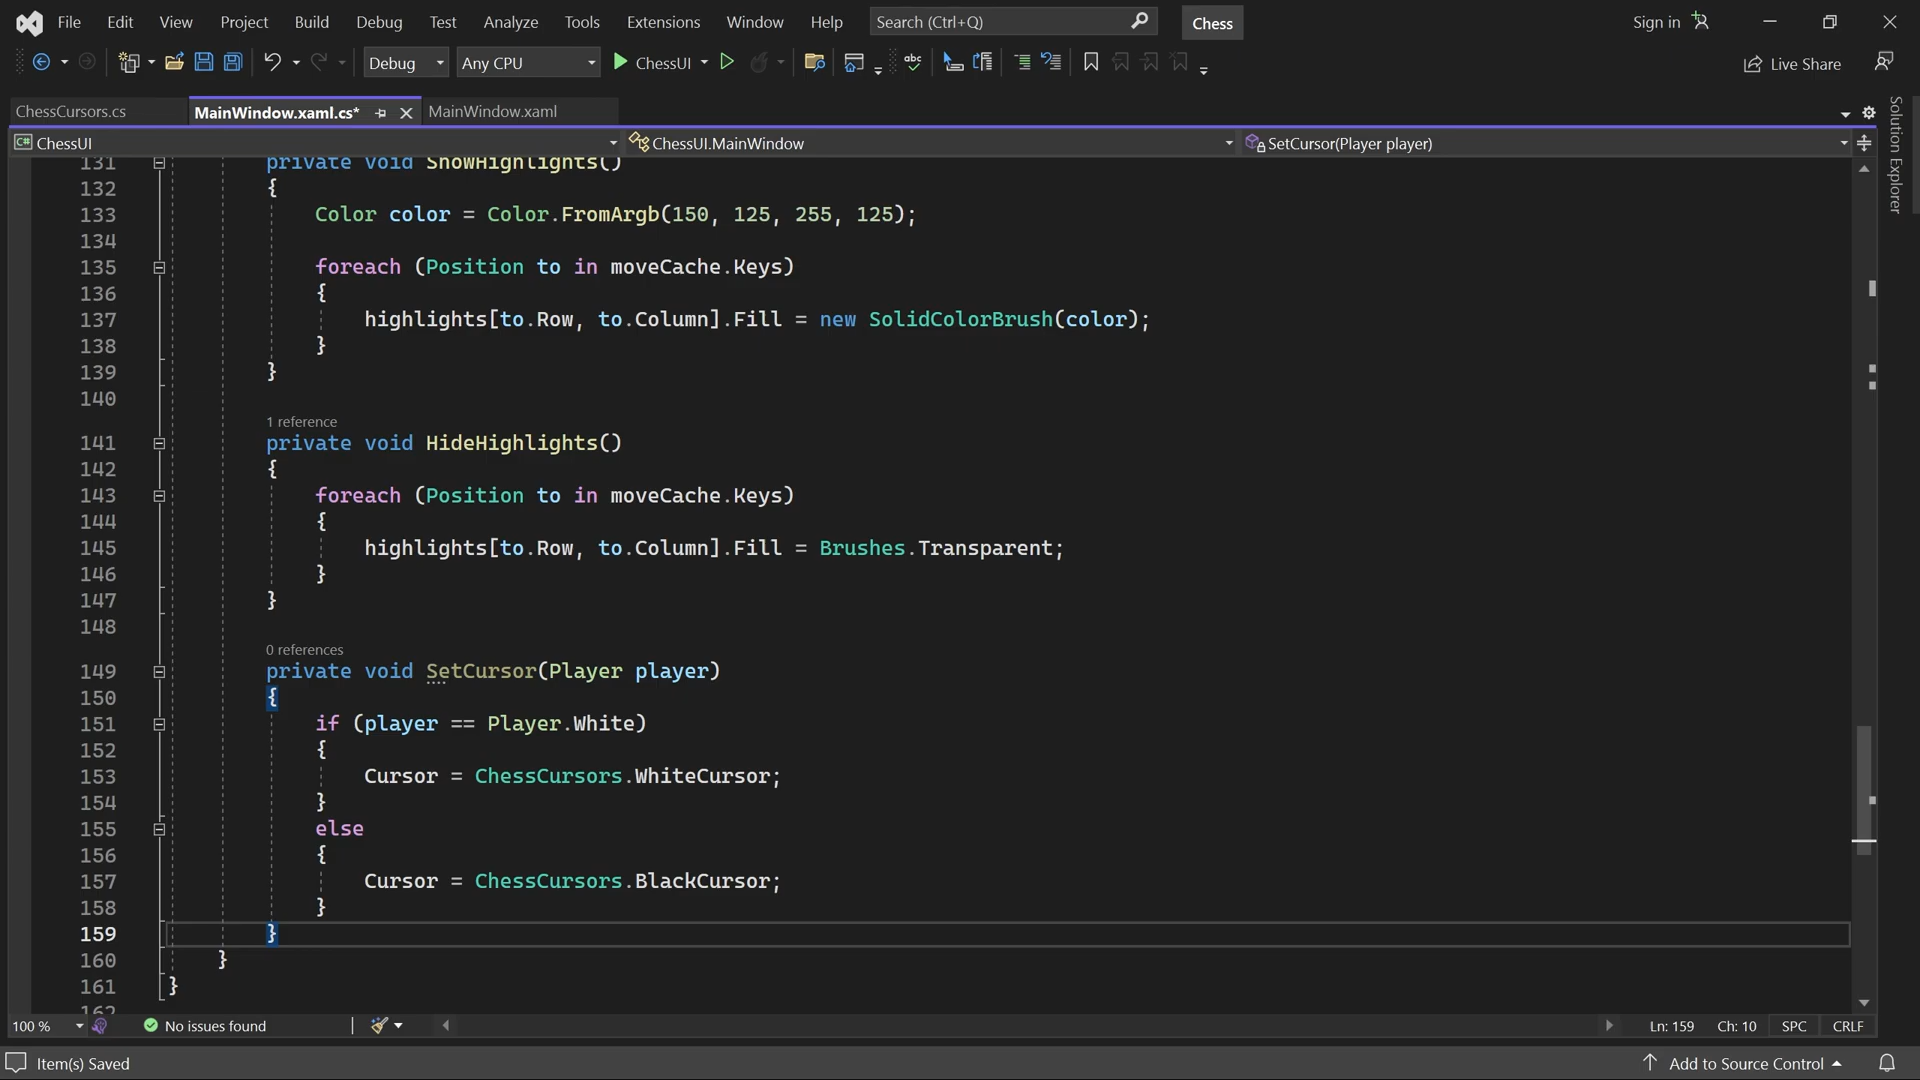 File Edit View Project Build Debug Test Analyze Tools Extensions Window Help Search (Ctrl+Q) Chess Sign in
Debug Any CPU ChessUI Live Share
ChessCursors.cs MainWindow.xaml.cs* MainWindow.xaml
ChessUI ChessUI.MainWindow SetCursor(Player player)
Solution Explorer
131 private void ShowHighlights()
132 {
133 Color color = Color.FromArgb(150, 125, 255, 125);
134
135 foreach (Position to in moveCache.Keys)
136 {
137 highlights[to.Row, to.Column].Fill = new SolidColorBrush(color);
138 }
139 }
140
1 reference
141 private void HideHighlights()
142 {
143 foreach (Position to in moveCache.Keys)
144 {
145 highlights[to.Row, to.Column].Fill = Brushes.Transparent;
146 }
147 }
148
0 references
149 private void SetCursor(Player player)
150 {
151 if (player == Player.White)
152 {
153 Cursor = ChessCursors.WhiteCursor;
154 }
155 else
156 {
157 Cursor = ChessCursors.BlackCursor;
158 }
159 }
160 }
161 }
162
100 % No issues found Ln: 159 Ch: 10 SPC CRLF
Item(s) Saved Add to Source Control